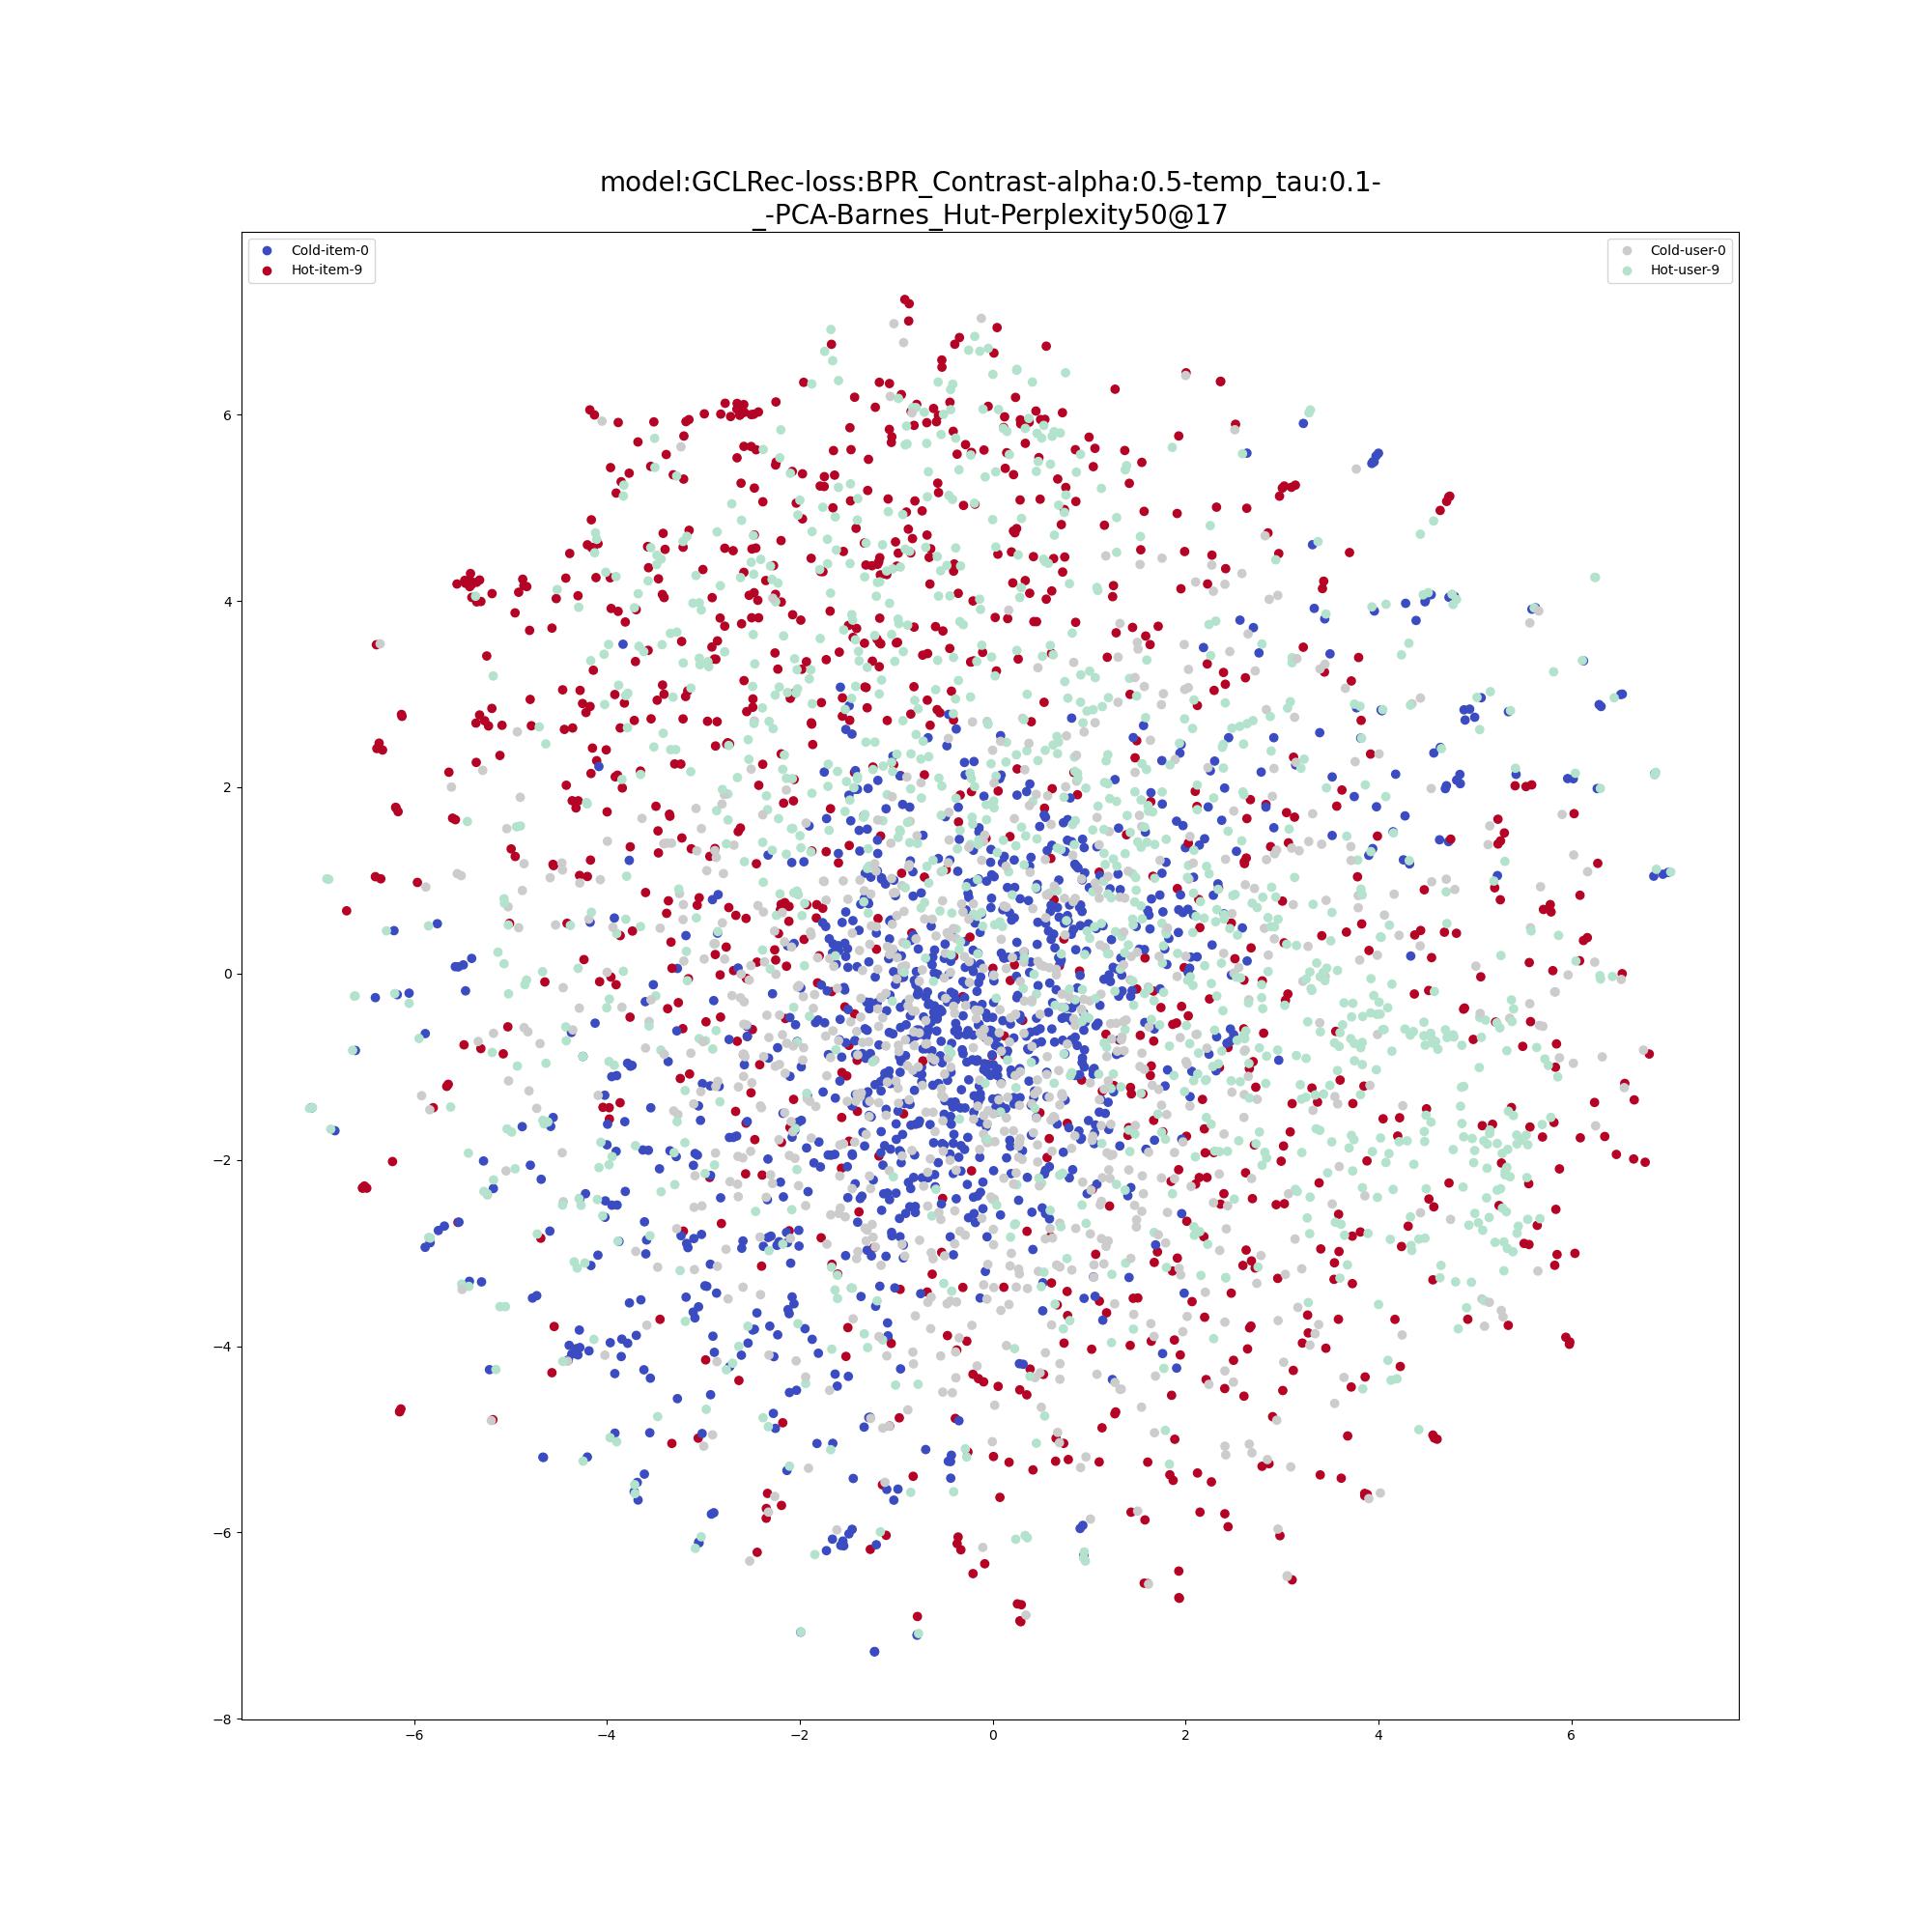 model:GCLRec-loss:BPR_Contrast-alpha:0.5-temp_tau:0.1-
_-PCA-Barnes_Hut-Perplexity50@17
Cold-item-0
Hot-item-9
Cold-user-0
Hot-user-9
6
4
2
0
−2
−4
−6
−8
−6
−4
−2
0
2
4
6